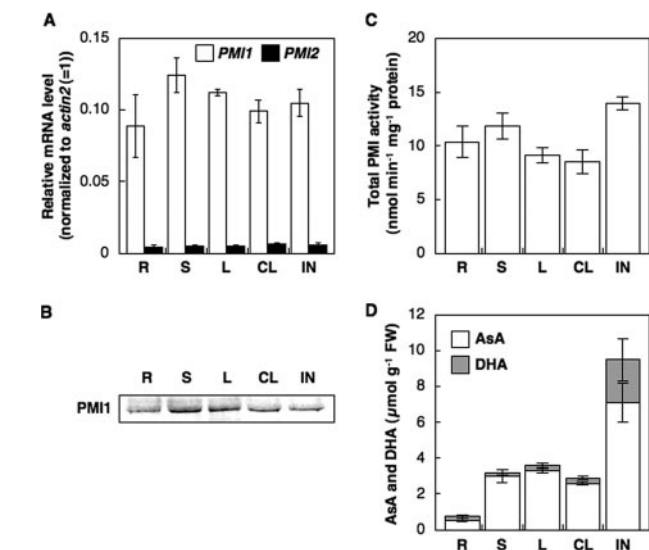 A
Relative mRNA level
(normalized to actin2 (=1))
0.15
0.10
0.05
0
PMI1 PMI2
R S L CL IN
B
R S L CL IN
PMI1
C
Total PMI activity
(nmol min-1 mg-1 protein)
20
15
10
5
0
R S L CL IN
D
AsA and DHA (µmol g-1 FW)
12
10
8
6
4
2
0
AsA
DHA
R S L CL IN